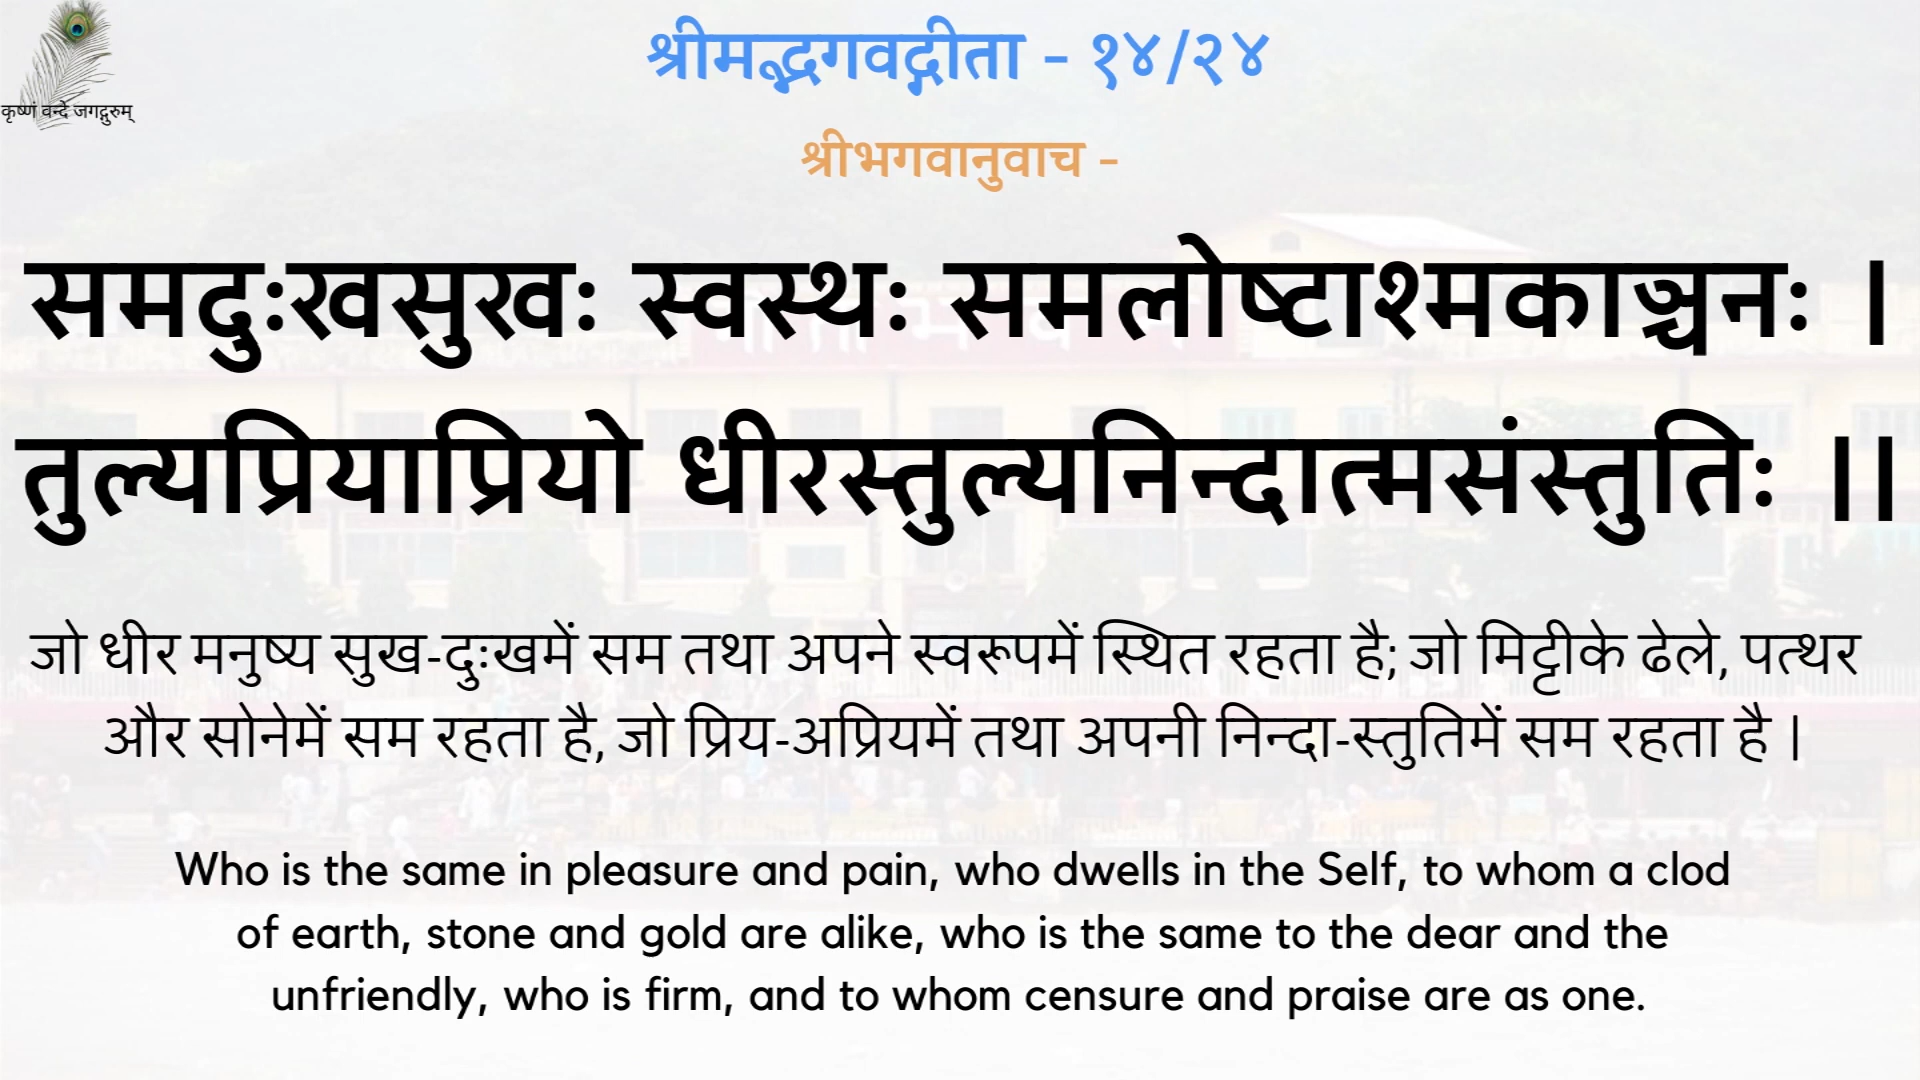 श्रीमद्भगवद्गीता - १४/२४
कृष्णं वन्दे जगद्गुरुम्
श्रीभगवानुवाच -
समदुःखसुखः स्वस्थः समलोष्टाश्मकाञ्चनः ।
तुल्यप्रियाप्रियो धीरस्तुल्यनिन्दात्मसंस्तुतिः ।।
जो धीर मनुष्य सुख-दुःखमें सम तथा अपने स्वरूपमें स्थित रहता है; जो मिट्टीके ढेले, पत्थर
और सोनेमें सम रहता है, जो प्रिय-अप्रियमें तथा अपनी निन्दा-स्तुतिमें सम रहता है ।
Who is the same in pleasure and pain, who dwells in the Self, to whom a clod
of earth, stone and gold are alike, who is the same to the dear and the
unfriendly, who is firm, and to whom censure and praise are as one.